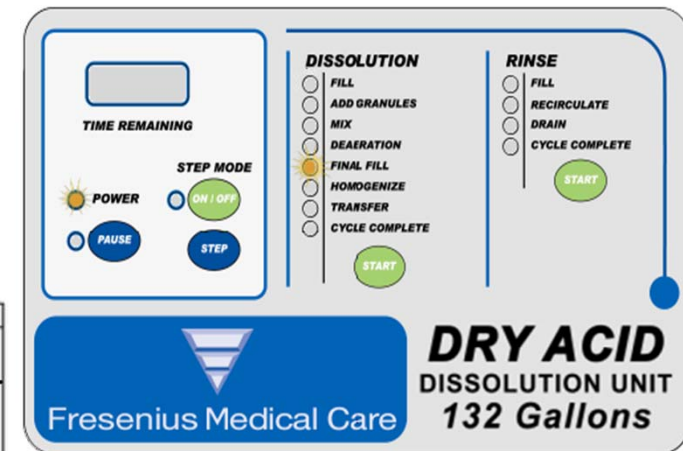 TIME REMAINING
STEP MODE
POWER
ON / OFF
PAUSE
STEP
DISSOLUTION
FILL
ADD GRANULES
MIX
DEAERATION
FINAL FILL
HOMOGENIZE
TRANSFER
CYCLE COMPLETE
START
RINSE
FILL
RECIRCULATE
DRAIN
CYCLE COMPLETE
START
Fresenius Medical Care
DRY ACID
DISSOLUTION UNIT
132 Gallons